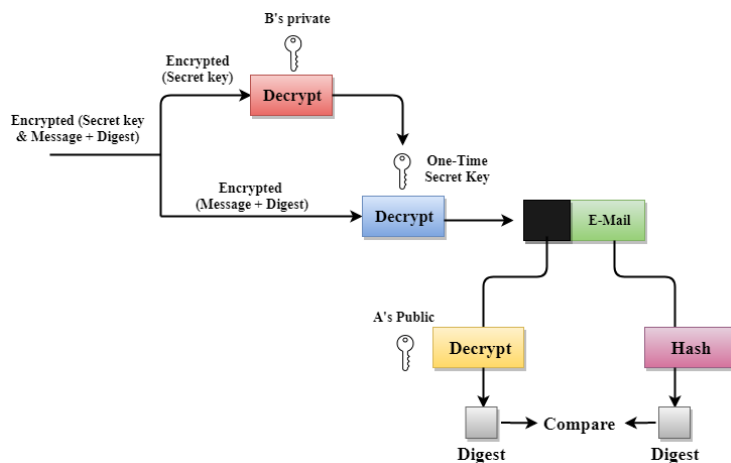 B's private
Encrypted
(Secret key)
Decrypt
Encrypted (Secret key
& Message + Digest)
One-Time
Secret Key
Encrypted
(Message + Digest)
Decrypt
E-Mail
A's Public
Decrypt
Hash
Compare
Digest
Digest